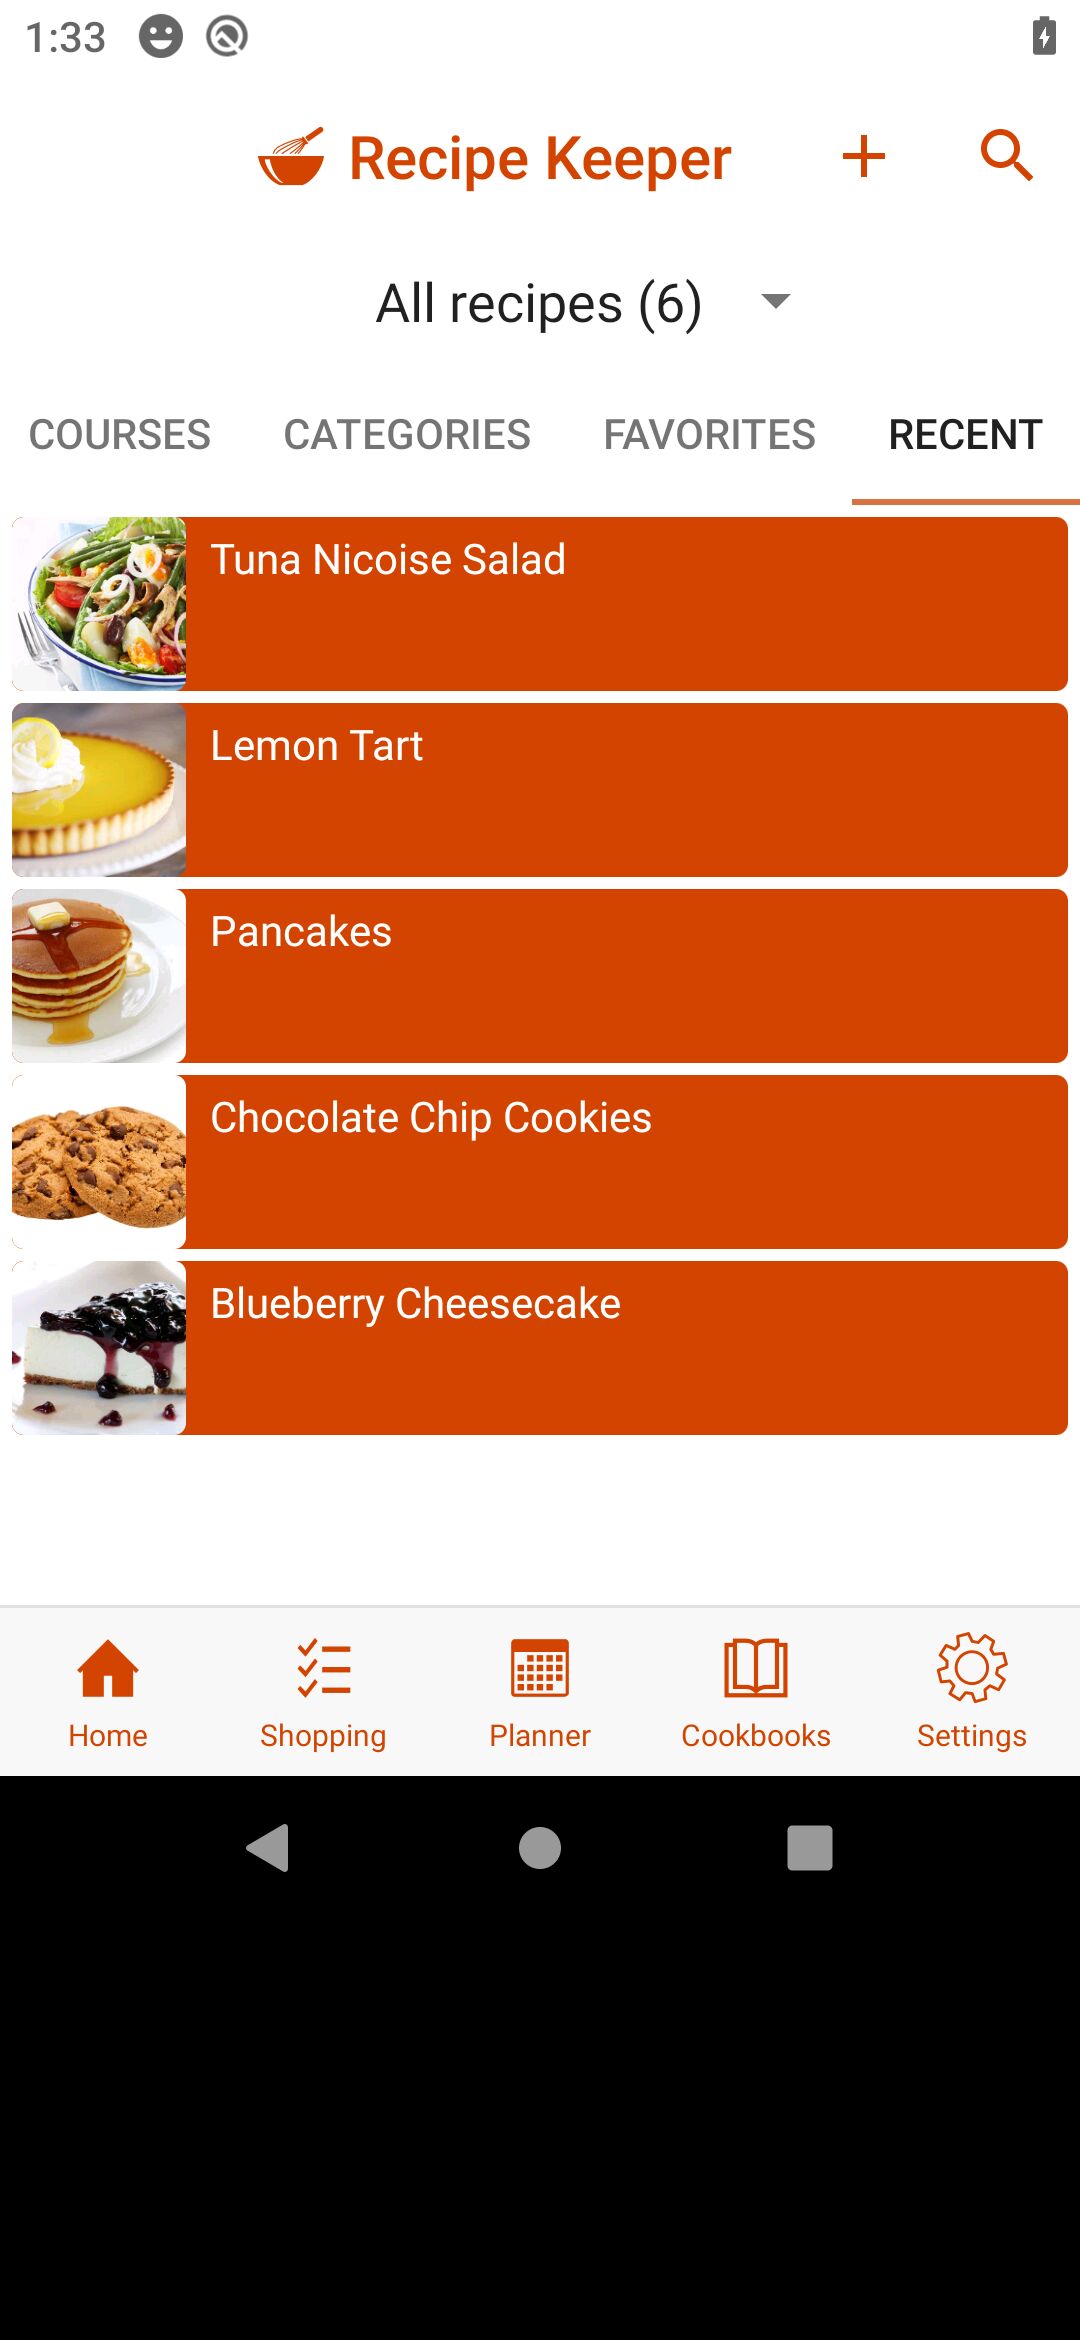 1:33
Recipe Keeper
All recipes (6)
COURSES CATEGORIES FAVORITES RECENT
Tuna Nicoise Salad
Lemon Tart
Pancakes
Chocolate Chip Cookies
Blueberry Cheesecake
Home Shopping Planner Cookbooks Settings